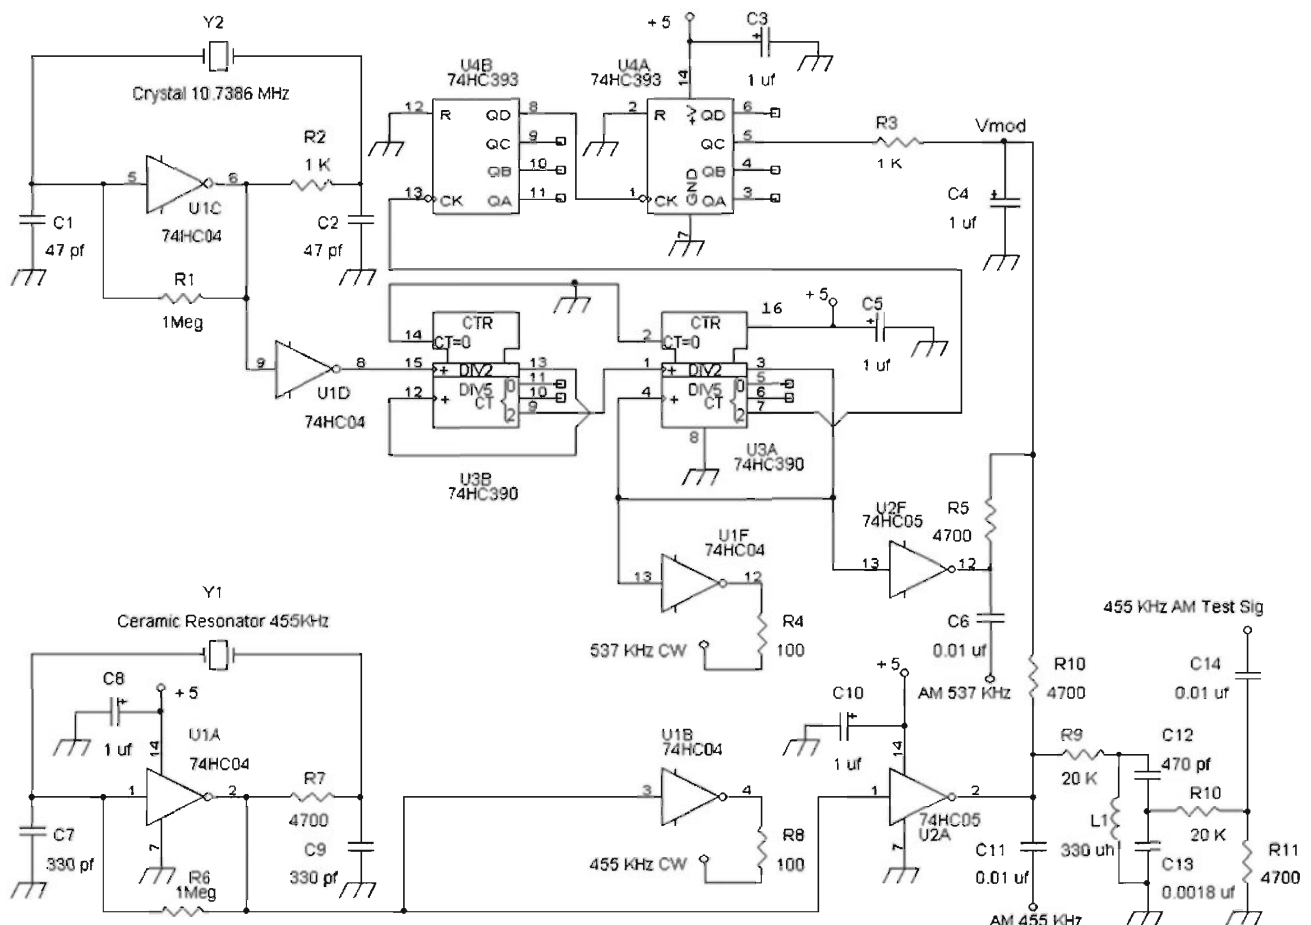 Y2
Crystal 10.7386 MHz
R2
1 K
5
6
U1C
74HC04
C1
47 pf
C2
47 pf
R1
1Meg
9
8
U1D
74HC04
U4B
74HC393
12
R
QD
8
QC
9
QB
10
13
CK
QA
11
+ 5
C3
1 uf
U4A
74HC393
14
2
R
+V
QD
6
QC
5
QB
4
1
CK
GND
QA
3
7
R3
1 K
Vmod
C4
1 uf
14
CTR
CT=0
15
+
DIV2
13
12
+
DIV5
0
11
10
CT
2
9
U3B
74HC390
2
CTR
CT=0
16
+ 5
C5
1 uf
1
+
DIV2
3
4
+
DIV5
0
5
6
CT
2
7
8
U3A
74HC390
U1F
74HC04
13
12
R4
100
537 KHz CW
U2F
74HC05
13
12
R5
4700
C6
0.01 uf
AM 537 KHz
Y1
Ceramic Resonator 455KHz
C8
1 uf
+ 5
U1A
74HC04
14
1
2
7
R7
4700
C7
330 pf
C9
330 pf
R6
1Meg
U1B
74HC04
3
4
R8
100
455 KHz CW
+ 5
C10
1 uf
14
1
2
7
74HC05
U2A
R10
4700
C11
0.01 uf
AM 455 KHz
R9
20 K
L1
330 uh
C12
470 pf
C13
0.0018 uf
R10
20 K
455 KHz AM Test Sig
C14
0.01 uf
R11
4700